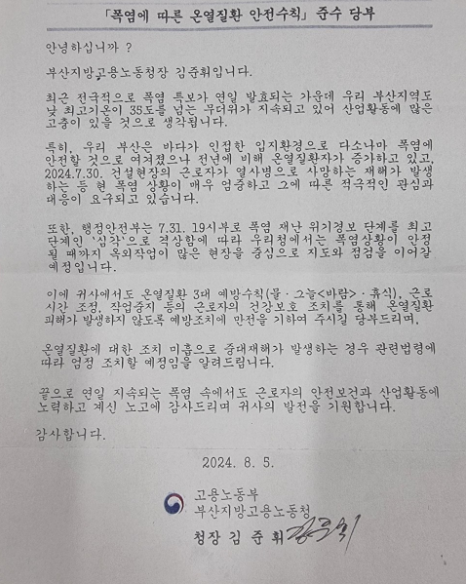 「폭염에 따른 온열질환 안전수칙」 준수 당부
안녕하십니까 ?
부산지방고용노동청장 김준휘입니다.
최근 전국적으로 폭염 특보가 연일 발효되는 가운데 우리 부산지역도
낮 최고기온이 35도를 넘는 무더위가 지속되고 있어 산업활동에 많은
고충이 있을 것으로 생각됩니다.
특히, 우리 부산은 바다가 인접한 입지환경으로 다소나마 폭염에
안전할 것으로 여겨졌으나 전년에 비해 온열질환자가 증가하고 있고,
2024.7.30. 건설현장의 근로자가 열사병으로 사망하는 재해가 발생
하는 등 현 폭염 상황이 매우 엄중하고 그에 따른 적극적인 관심과
대응이 요구되고 있습니다.
또한, 행정안전부는 7.31. 19시부로 폭염 재난 위기경보 단계를 최고
단계인 '심각'으로 격상함에 따라 우리청에서는 폭염상황이 안정
될 때까지 옥외작업이 많은 현장을 중심으로 지도와 점검을 이어갈
예정입니다.
이에 귀사에서도 온열질환 3대 예방수칙(물·그늘<바람>·휴식), 근로
시간 조정, 작업중지 등의 근로자의 건강보호 조치를 통해 온열질환
피해가 발생하지 않도록 예방조치에 만전을 기하여 주시길 당부드리며,
온열질환에 대한 조치 미흡으로 중대재해가 발생하는 경우 관련법령에
따라 엄정 조치할 예정임을 알려드립니다.
끝으로 연일 지속되는 폭염 속에서도 근로자의 안전보건과 산업활동에
노력하고 계신 노고에 감사드리며 귀사의 발전을 기원합니다.
감사합니다.
2024. 8. 5.
고용노동부
부산지방고용노동청
청장 김 준 휘